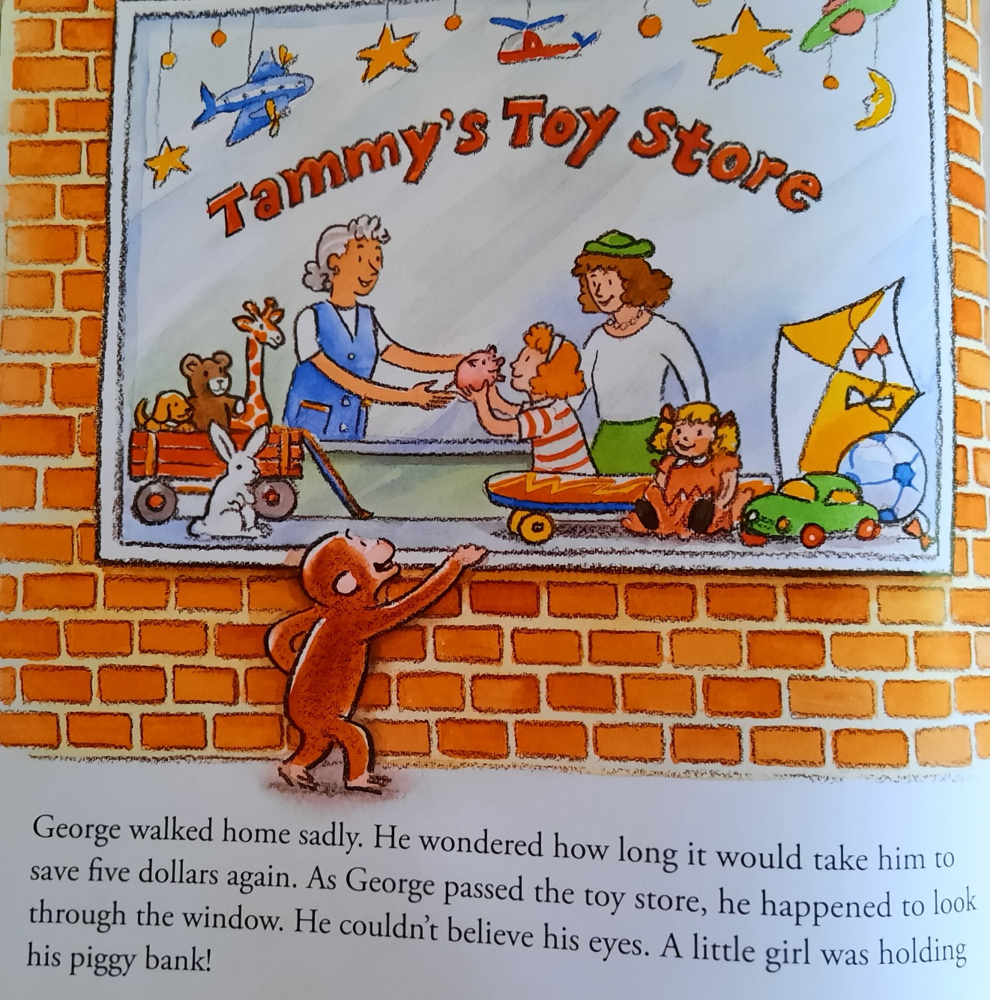 Tammy's Toy Store
George walked home sadly. He wondered how long it would take him to
save five dollars again. As George passed the toy store, he happened to look
through the window. He couldn't believe his eyes. A little girl was holding
his piggy bank!